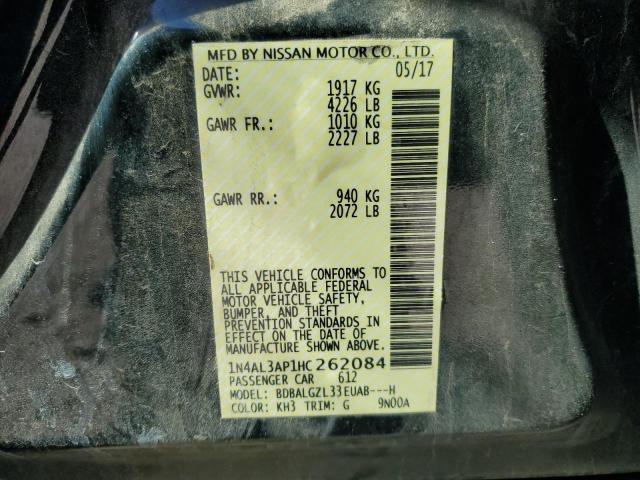 MFD BY NISSAN MOTOR CO., LTD.
DATE: 05/17
GVWR: 1917 KG
4226 LB
GAWR FR.: 1010 KG
2227 LB
GAWR RR.: 940 KG
2072 LB
THIS VEHICLE CONFORMS TO
ALL APPLICABLE FEDERAL
MOTOR VEHICLE SAFETY,
BUMPER, AND THEFT
PREVENTION STANDARDS IN
EFFECT ON THE DATE OF
MANUFACTURE SHOWN ABOVE.
1N4AL3AP1HC262084
PASSENGER CAR 612
MODEL: BDBALGZL33EUAB---H
COLOR: KH3 TRIM: G 9N00A